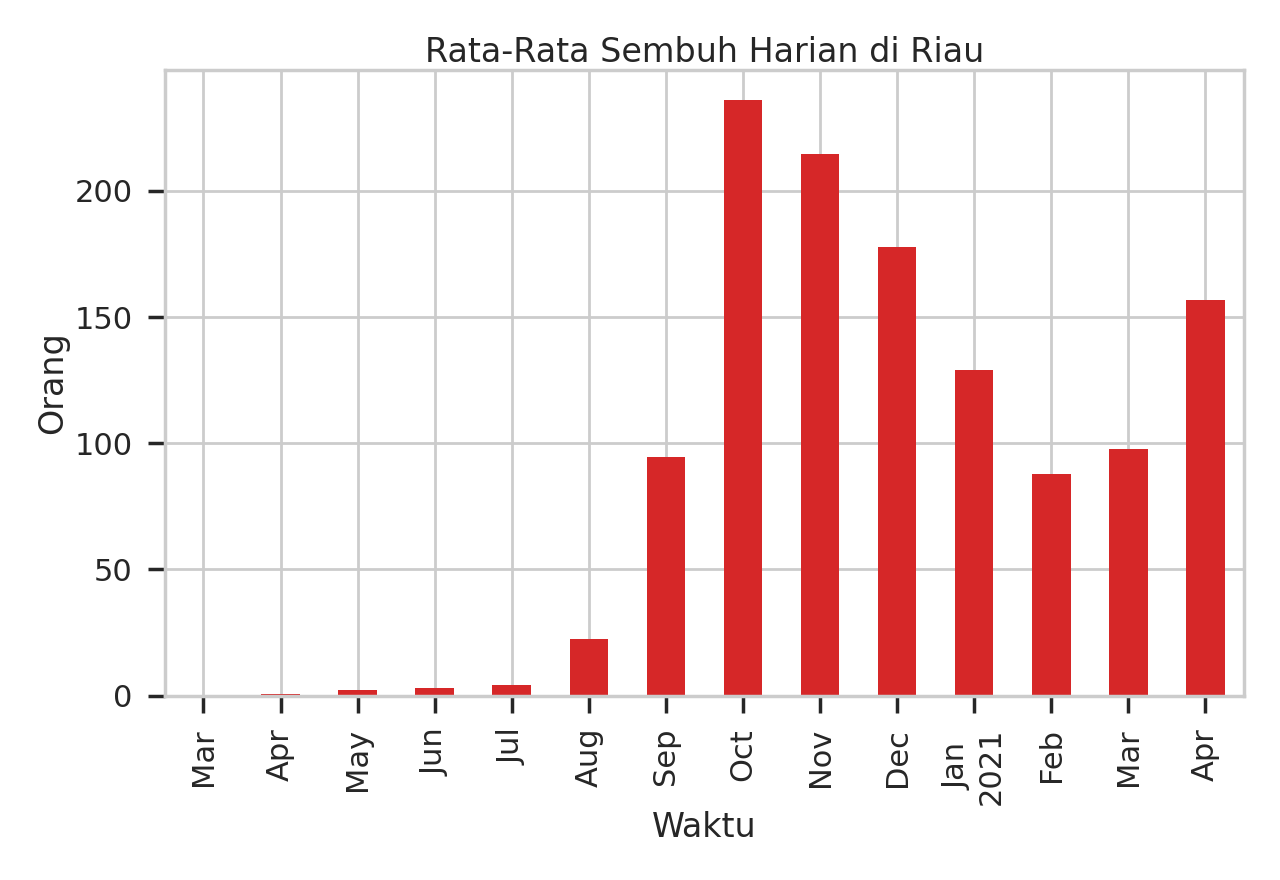 Rata-Rata Sembuh Harian di Riau
Orang
200
150
100
50
0
Mar
Apr
May
Jun
Jul
Aug
Sep
Oct
Nov
Dec
Jan
2021
Feb
Mar
Apr
Waktu